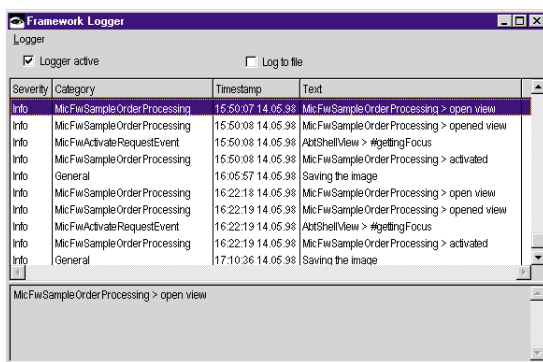 Framework Logger
Logger
Logger active Log to file
Severity Category Timestamp Text
Info MicFwSampleOrderProcessing 15:50:07 14.05.98 MicFwSampleOrderProcessing > open view
Info MicFwSampleOrderProcessing 15:50:08 14.05.98 MicFwSampleOrderProcessing > opened view
Info MicFwActivateRequestEvent 15:50:08 14.05.98 AbtShellView > #gettingFocus
Info MicFwSampleOrderProcessing 15:50:08 14.05.98 MicFwSampleOrderProcessing > activated
Info General 16:05:57 14.05.98 Saving the image
Info MicFwSampleOrderProcessing 16:22:18 14.05.98 MicFwSampleOrderProcessing > open view
Info MicFwSampleOrderProcessing 16:22:19 14.05.98 MicFwSampleOrderProcessing > opened view
Info MicFwActivateRequestEvent 16:22:19 14.05.98 AbtShellView > #gettingFocus
Info MicFwSampleOrderProcessing 16:22:19 14.05.98 MicFwSampleOrderProcessing > activated
Info General 17:10:36 14.05.98 Saving the image
MicFwSampleOrderProcessing > open view